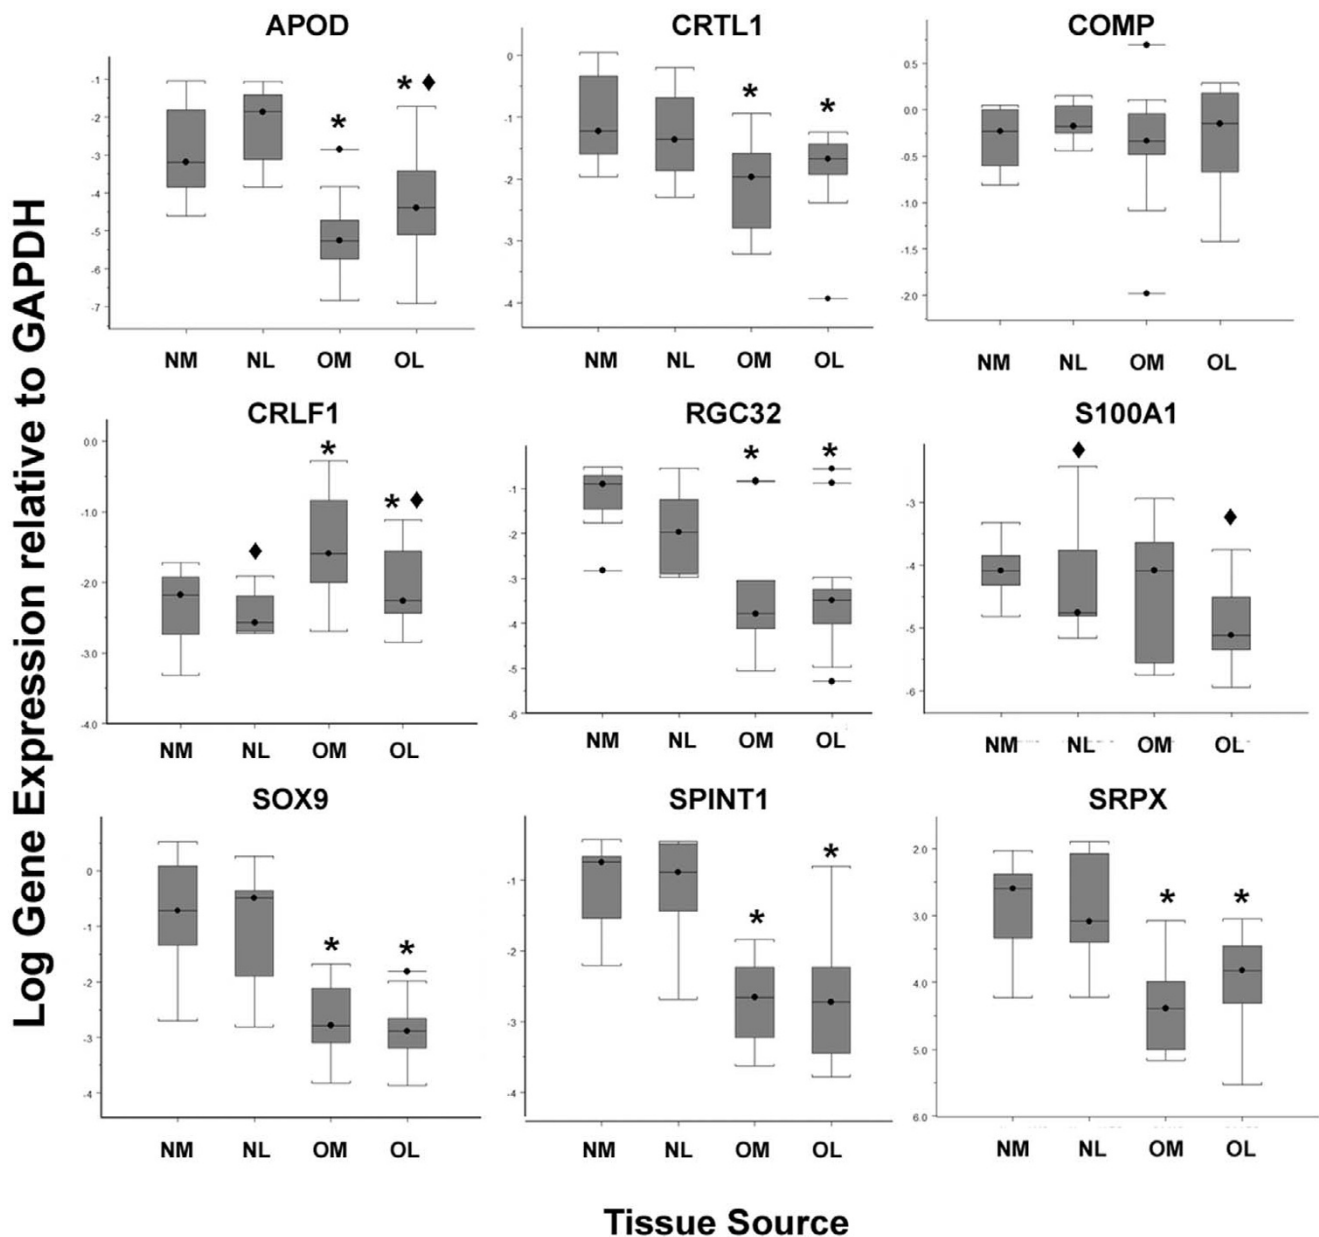 Log Gene Expression relative to GAPDH
APOD
-1
-2
-3
-4
-5
-6
-7
* * ♦
NM NL OM OL
CRTL1
0
-1
-2
-3
-4
* *
NM NL OM OL
COMP
0.5
0.0
-0.5
-1.0
-1.5
-2.0
NM NL OM OL
CRLF1
0.0
-1.0
-2.0
-3.0
-4.0
♦ * * ♦
NM NL OM OL
RGC32
-1
-2
-3
-4
-5
-6
* *
NM NL OM OL
S100A1
-3
-4
-5
-6
♦ ♦
NM NL OM OL
SOX9
0
-1
-2
-3
-4
* *
NM NL OM OL
SPINT1
-1
-2
-3
-4
* *
NM NL OM OL
SRPX
2.0
3.0
4.0
5.0
6.0
* *
NM NL OM OL
Tissue Source